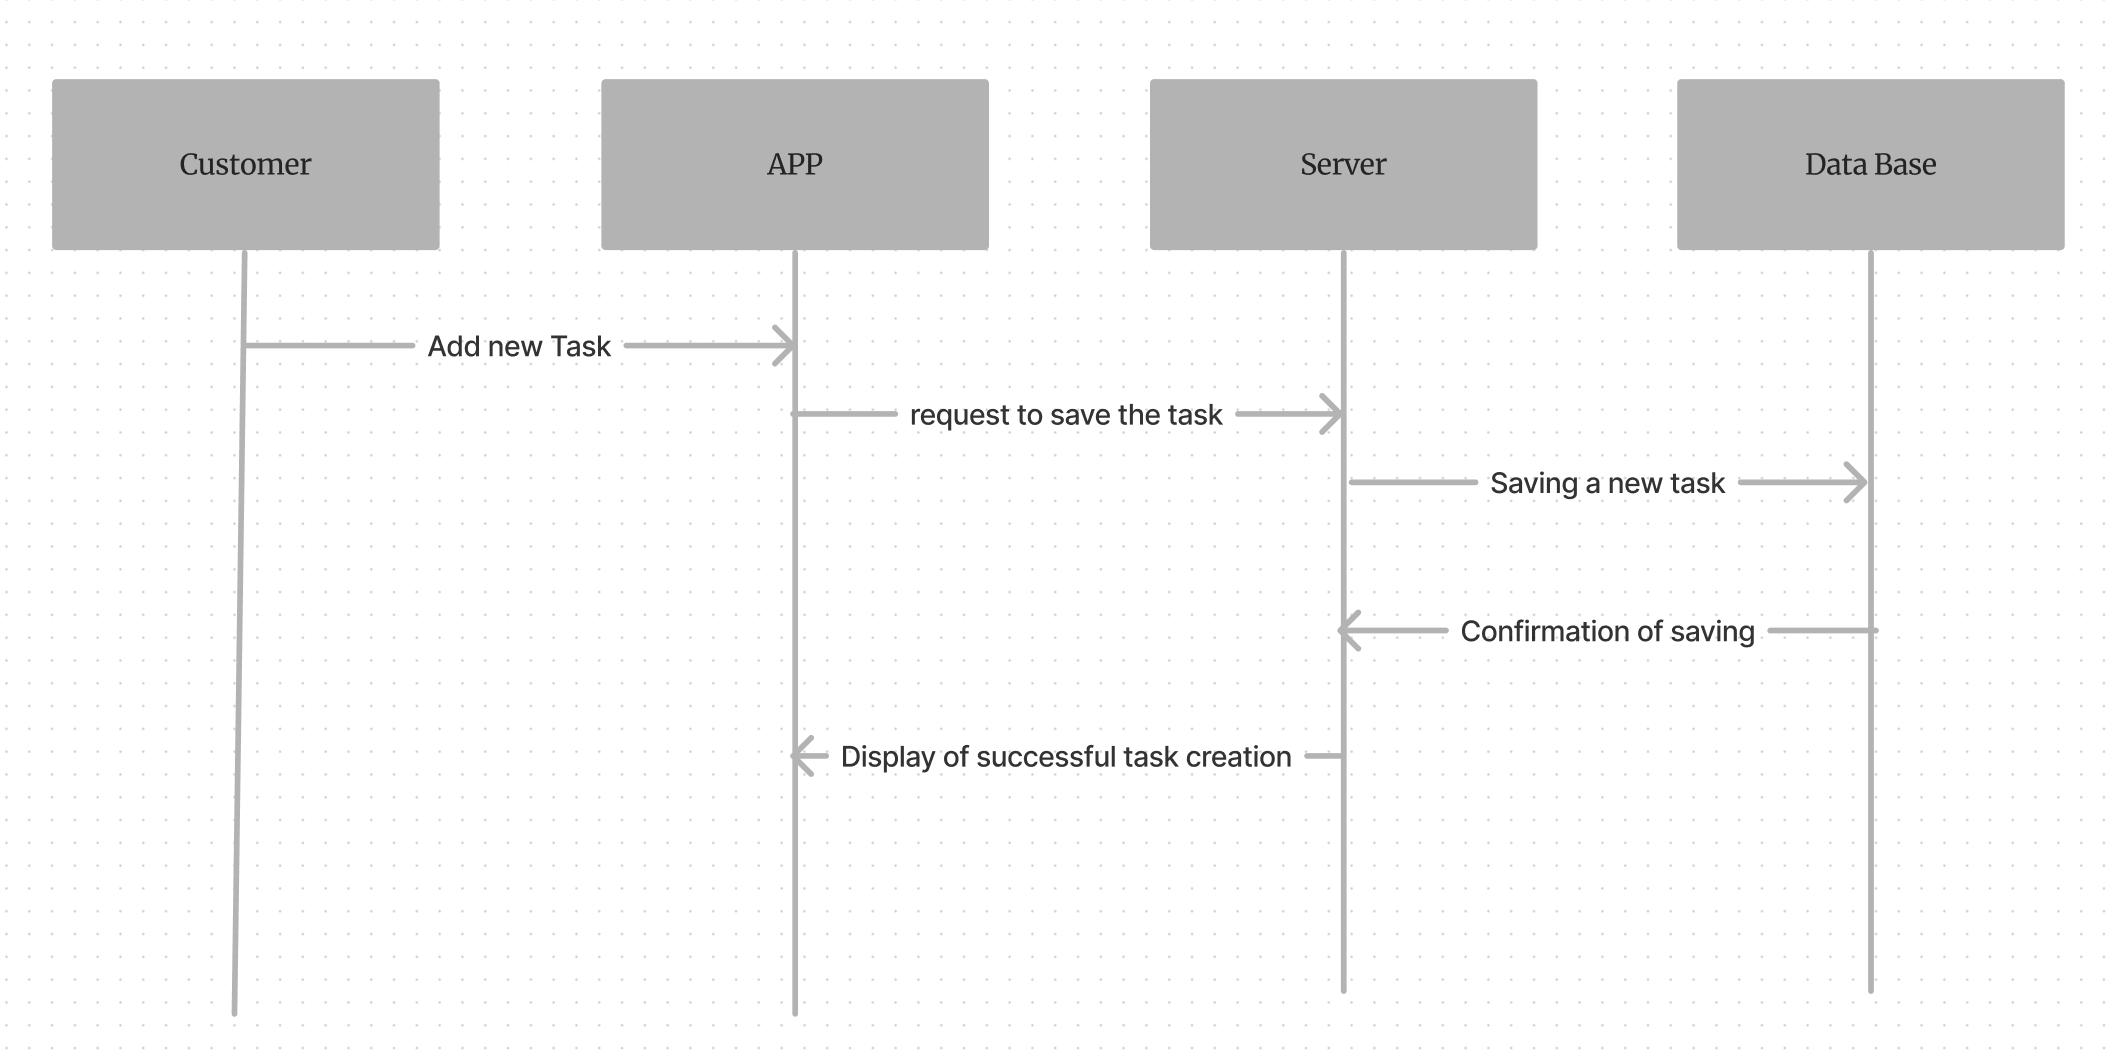 Customer
APP
Server
Data Base
Add new Task
request to save the task
Saving a new task
Confirmation of saving
Display of successful task creation